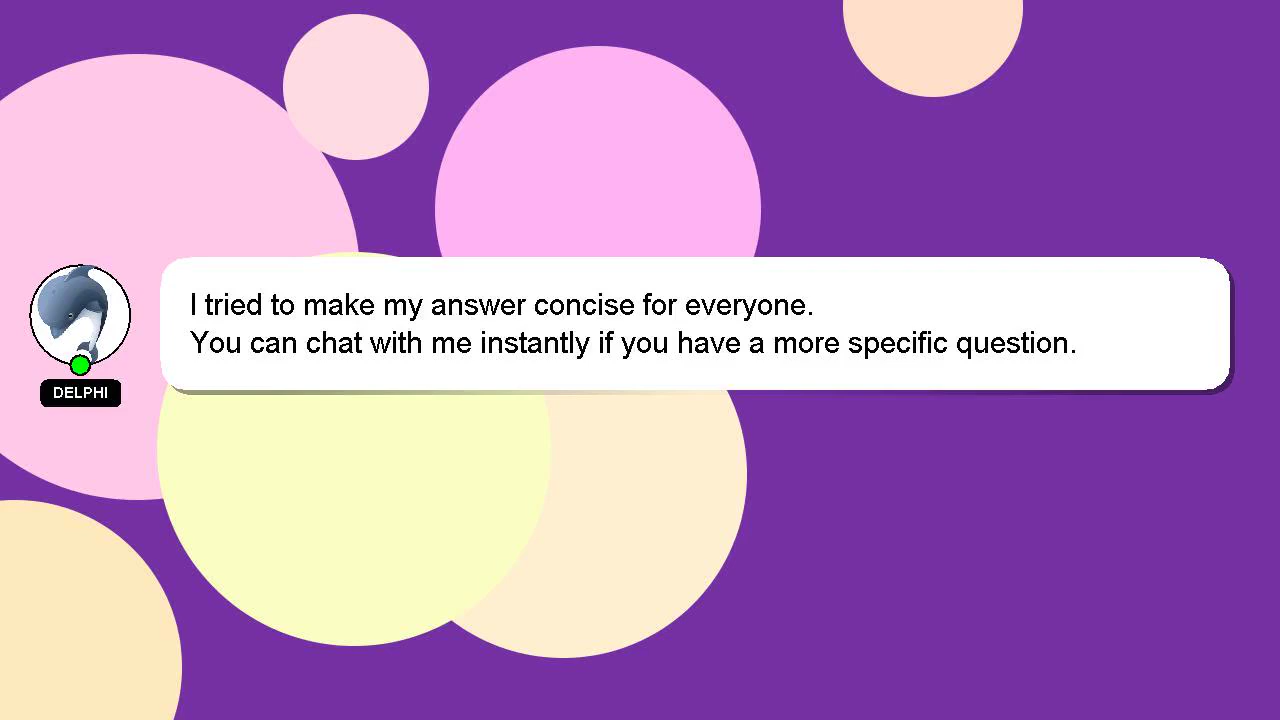 I tried to make my answer concise for everyone.
You can chat with me instantly if you have a more specific question.
DELPHI